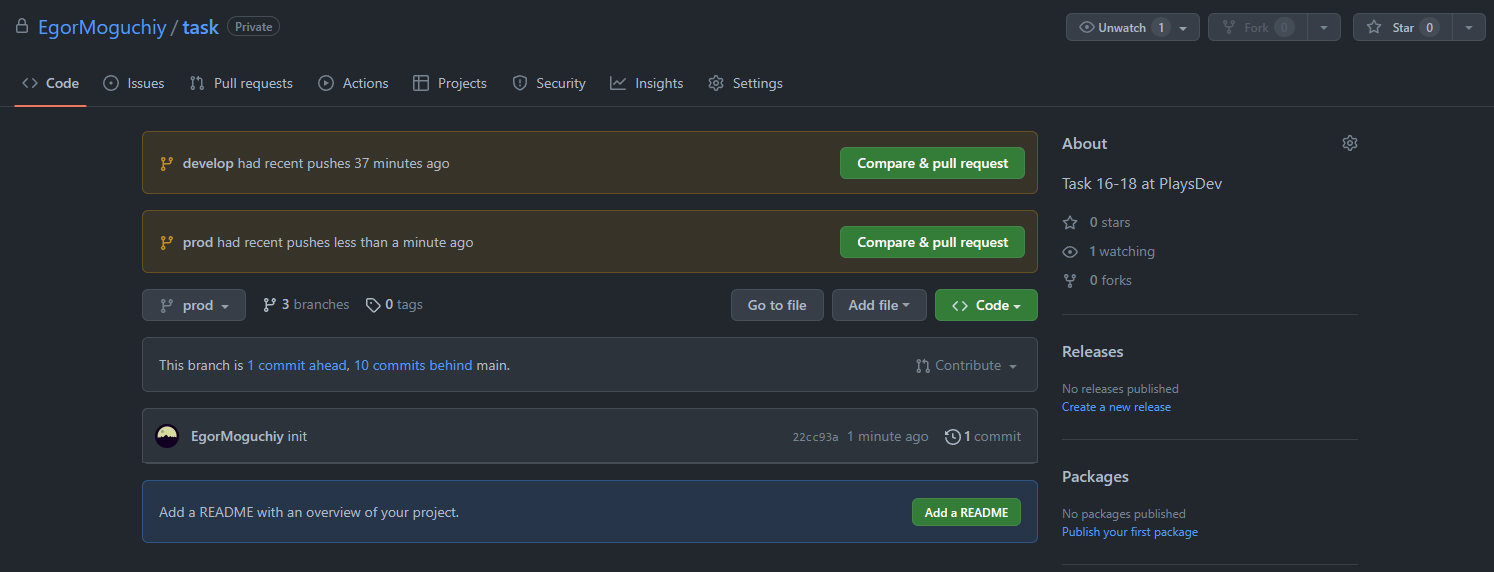 EgorMoguchiy / task Private
Unwatch 1 Fork 0 Star 0
Code Issues Pull requests Actions Projects Security Insights Settings
develop had recent pushes 37 minutes ago Compare & pull request
prod had recent pushes less than a minute ago Compare & pull request
prod 3 branches 0 tags Go to file Add file Code
This branch is 1 commit ahead, 10 commits behind main. Contribute
EgorMoguchiy init 22cc93a 1 minute ago 1 commit
Add a README with an overview of your project. Add a README
About
Task 16-18 at PlaysDev
0 stars
1 watching
0 forks
Releases
No releases published
Create a new release
Packages
No packages published
Publish your first package